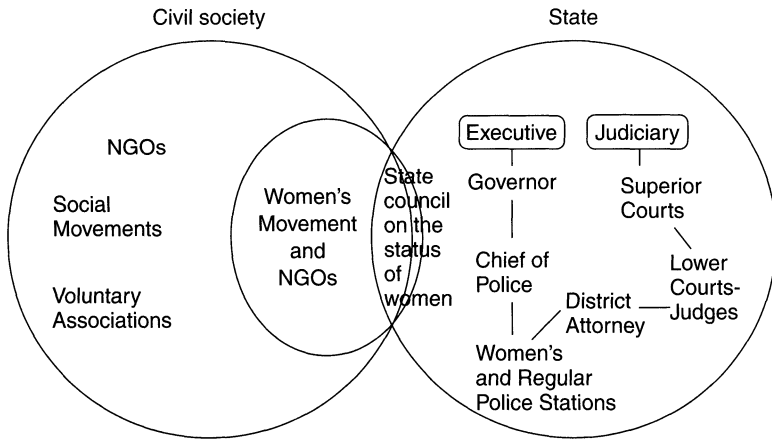 Civil society
State
NGOs
Social
Movements
Voluntary
Associations
Women's
Movement
and
NGOs
State
council
on the
status
of
women
Executive
Judiciary
Governor
Superior
Courts
Chief of
Police
Lower
Courts-
Judges
District
Attorney
Women's
and Regular
Police Stations